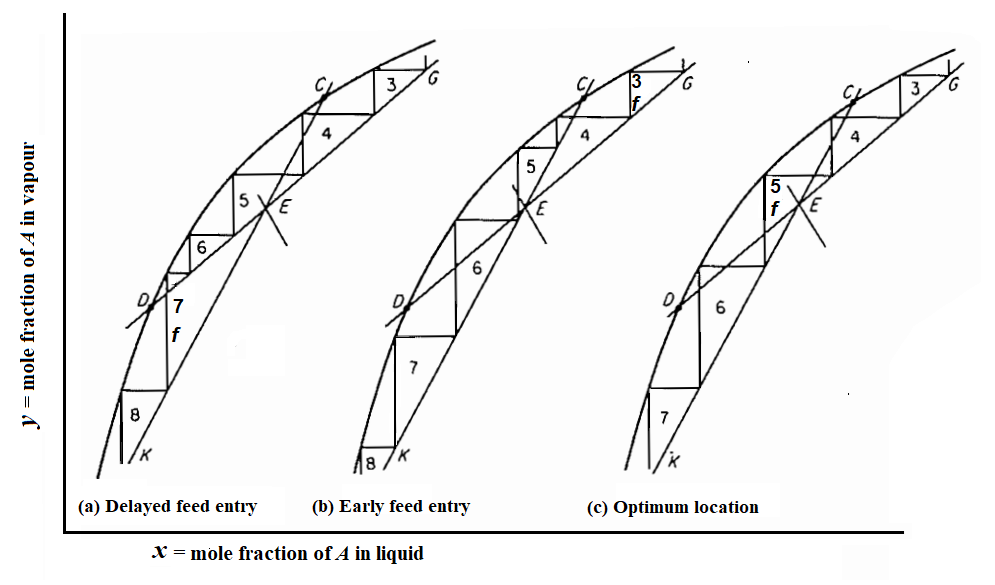 y = mole fraction of A in vapour
C
G
3
4
5
E
6
D
7
f
8
K
C
G
3
f
4
5
E
6
D
7
8
K
C
G
3
4
5
f
E
D
6
7
K
(a) Delayed feed entry
(b) Early feed entry
(c) Optimum location
x = mole fraction of A in liquid